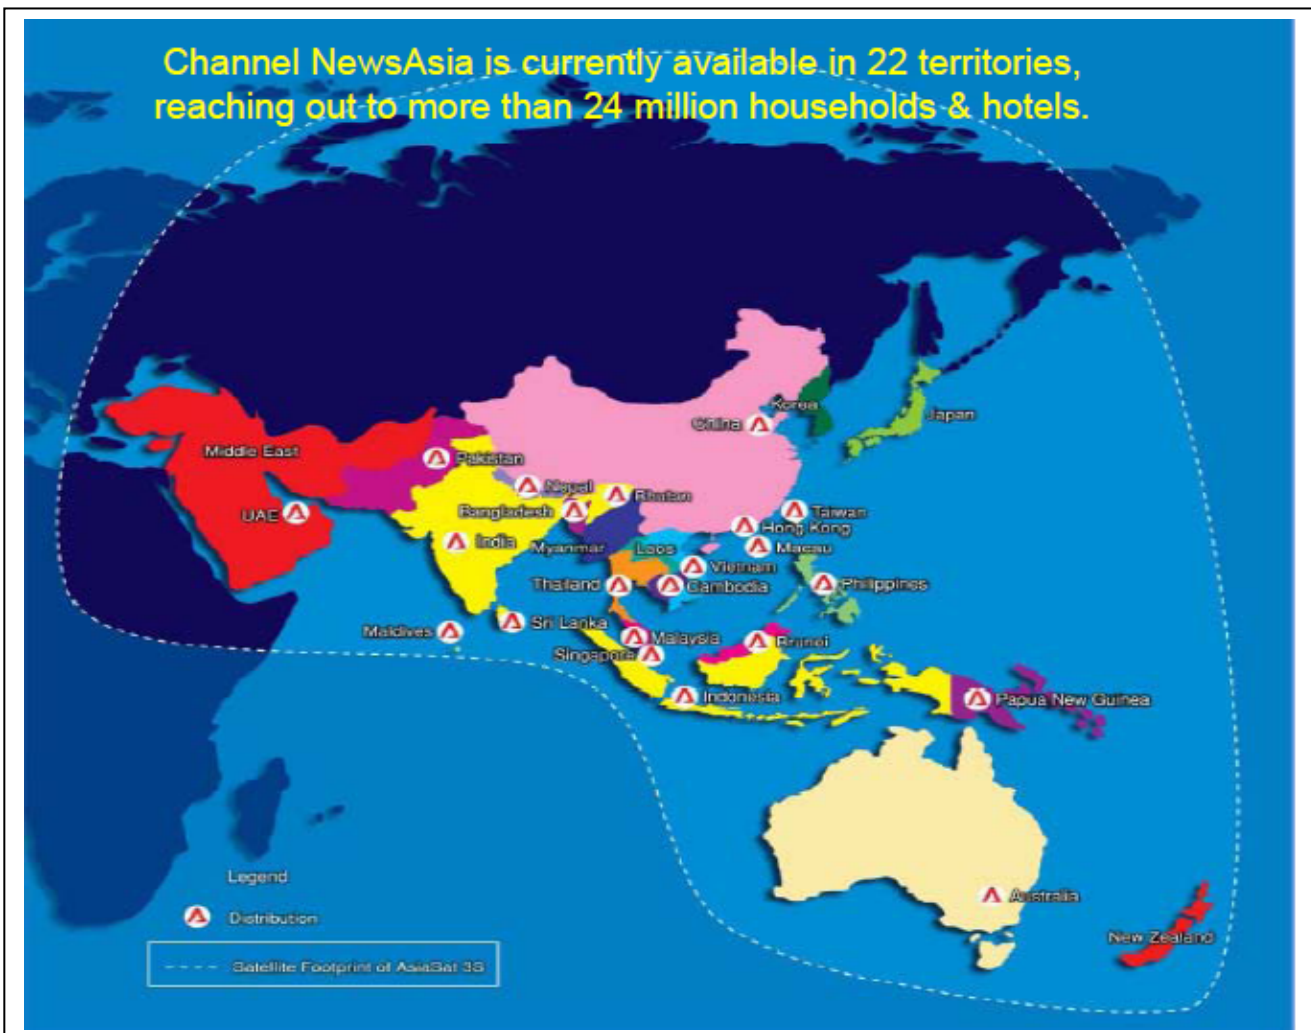 Channel NewsAsia is currently available in 22 territories,
reaching out to more than 24 million households & hotels.
Korea
China
Japan
Middle East
Pakistan
Nepal
Bhutan
UAE
Bangladesh
Taiwan
Hong Kong
India
Myanmar
Laos
Macau
Vietnam
Thailand
Cambodia
Philippines
Maldives
Sri Lanka
Malaysia
Brunei
Singapore
Indonesia
Papua New Guinea
Australia
New Zealand
Legend
Distribution
Satellite Footprint of AsiaSat 3S